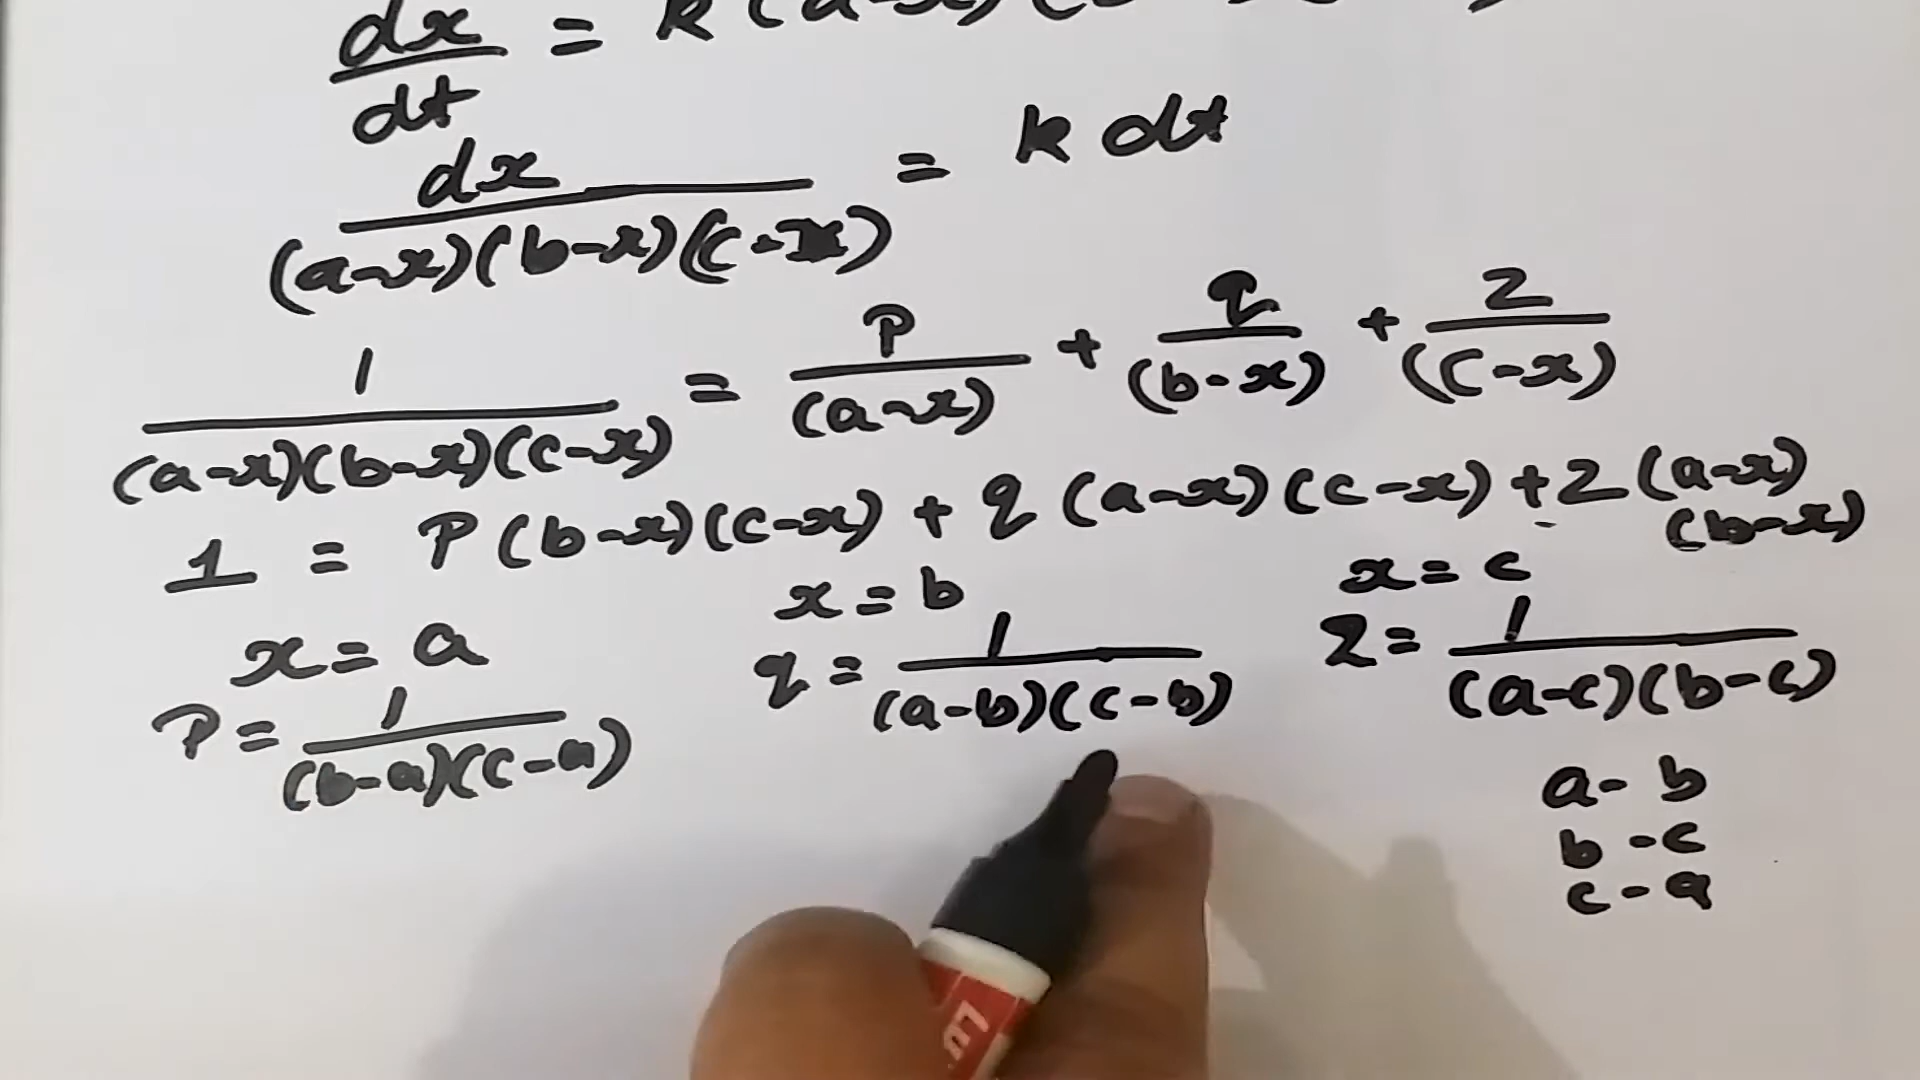 dx/dt = k(a-x)(
dx/(a-x)(b-x)(c-x) = k dt
1/(a-x)(b-x)(c-x) = P/(a-x) + q/(b-x) + z/(c-x)
1 = P(b-x)(c-x) + q(a-x)(c-x) + z(a-x)
(b-x)
x = a
P = 1/(b-a)(c-a)
x = b
q = 1/(a-b)(c-b)
x = c
z = 1/(a-c)(b-c)
a - b
b - c
c - a